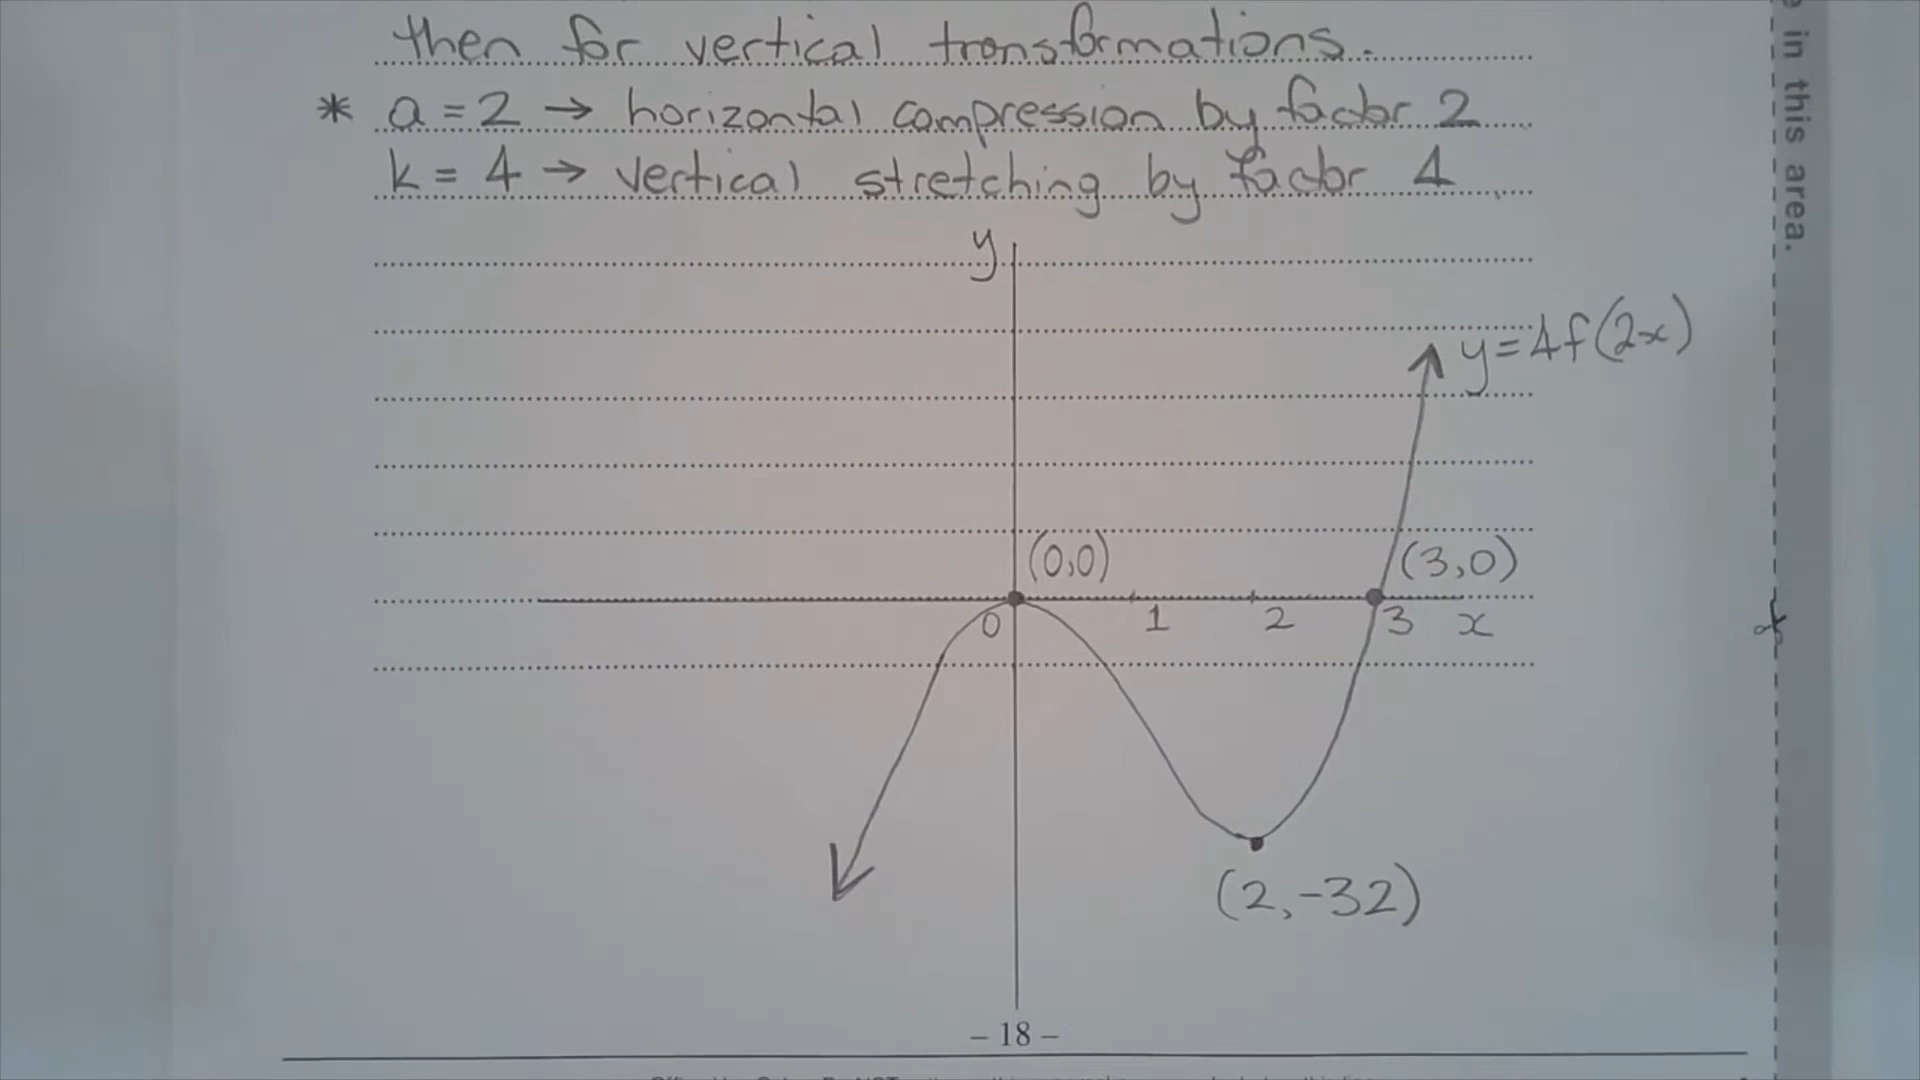 then for vertical transformations.
* a = 2 → horizontal compression by factor 2
k = 4 → vertical stretching by factor 4
y
y=4f(2x)
(0,0)
(3,0)
0 1 2 3 x
(2,-32)
– 18 –
in this area.